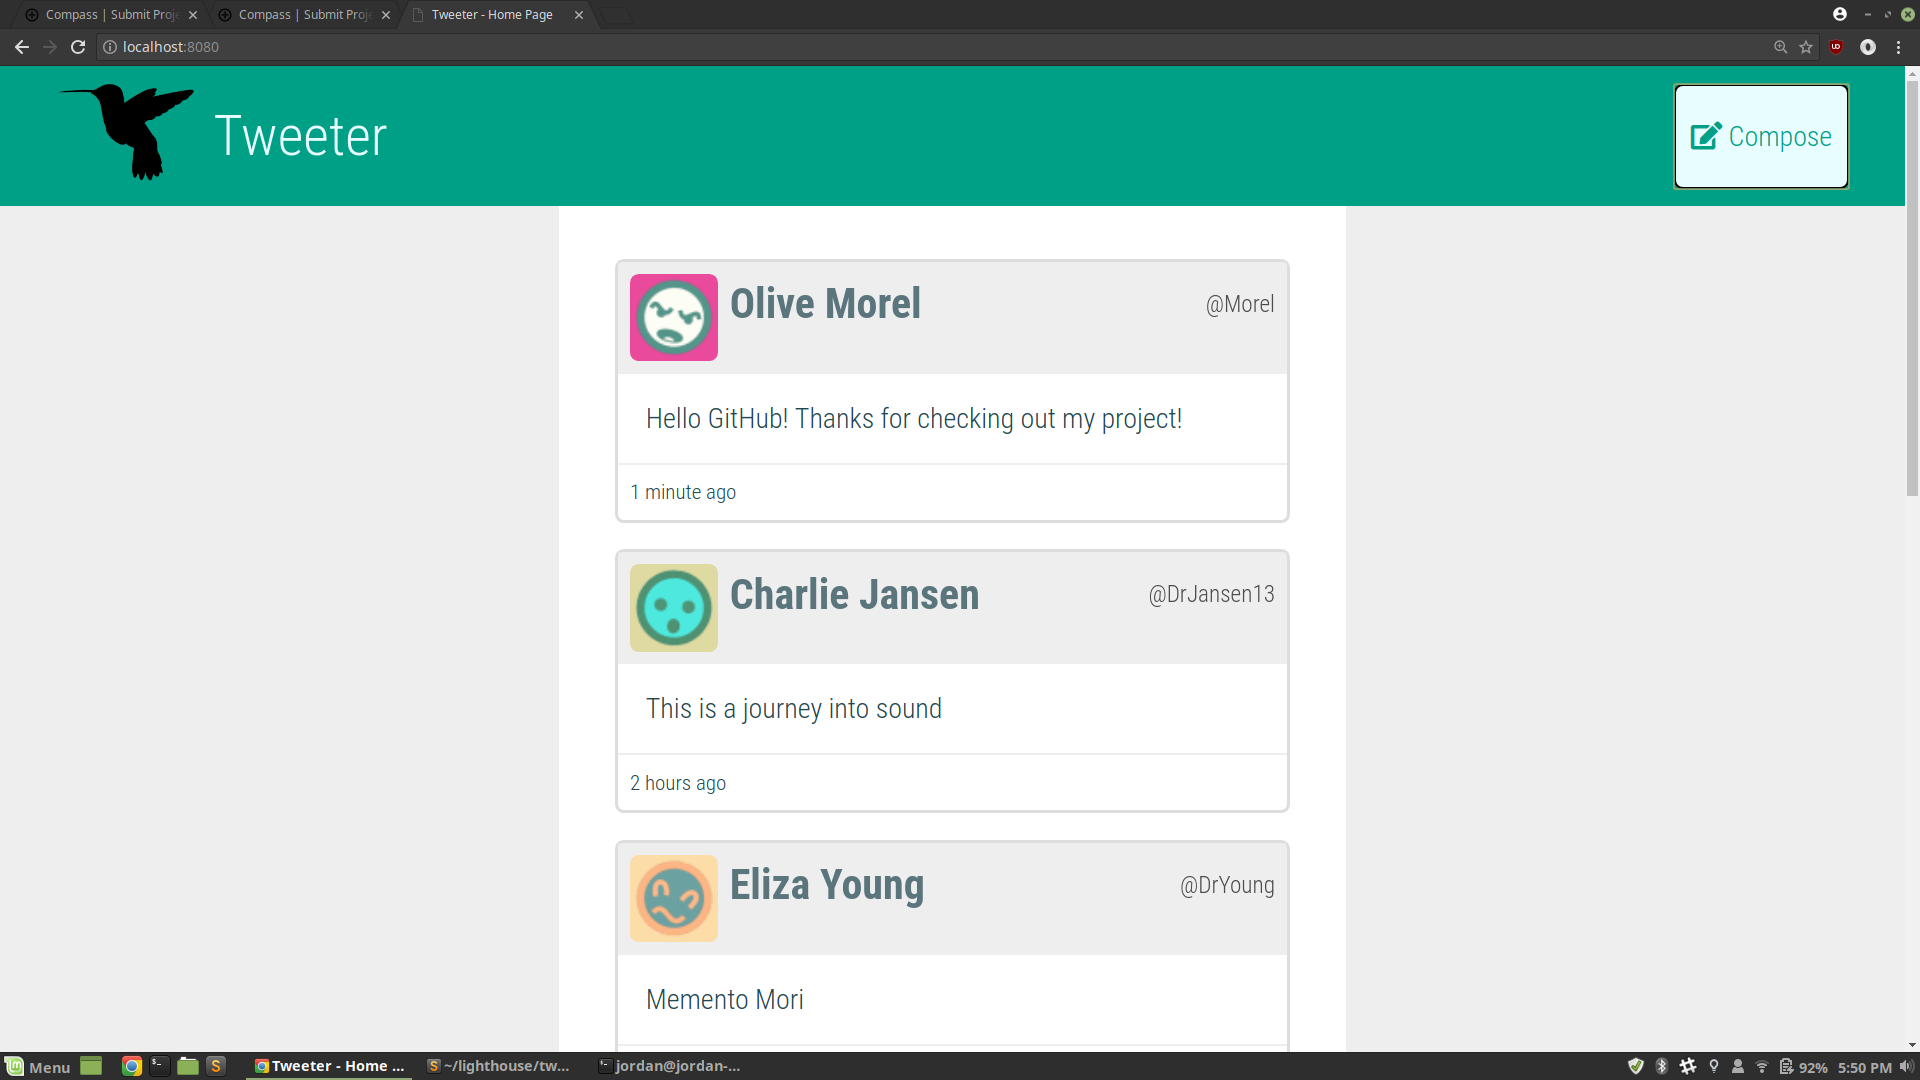 Compass | Submit Proje
Compass | Submit Proje
Tweeter - Home Page
localhost:8080
Tweeter
Compose
Olive Morel
@Morel
Hello GitHub! Thanks for checking out my project!
1 minute ago
Charlie Jansen
@DrJansen13
This is a journey into sound
2 hours ago
Eliza Young
@DrYoung
Memento Mori
Menu
Tweeter - Home ...
~/lighthouse/tw...
jordan@jordan-...
92%
5:50 PM